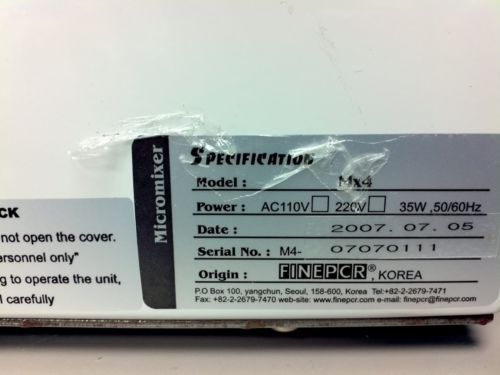 CK
not open the cover.
ersonnel only"
g to operate the unit,
l carefully
Micromixer
SPECIFICATION
Model : Mx4
Power : AC110V 220V 35W ,50/60Hz
Date : 2007. 07. 05
Serial No. : M4- 07070111
Origin : FINEPCR®, KOREA
P.O Box 100, yangchun, Seoul, 158-600, Korea Tel:+82-2-2679-7471
Fax: +82-2-2679-7470 web-site: www.finepcr.com e-mail: finepcr@finepcr.com